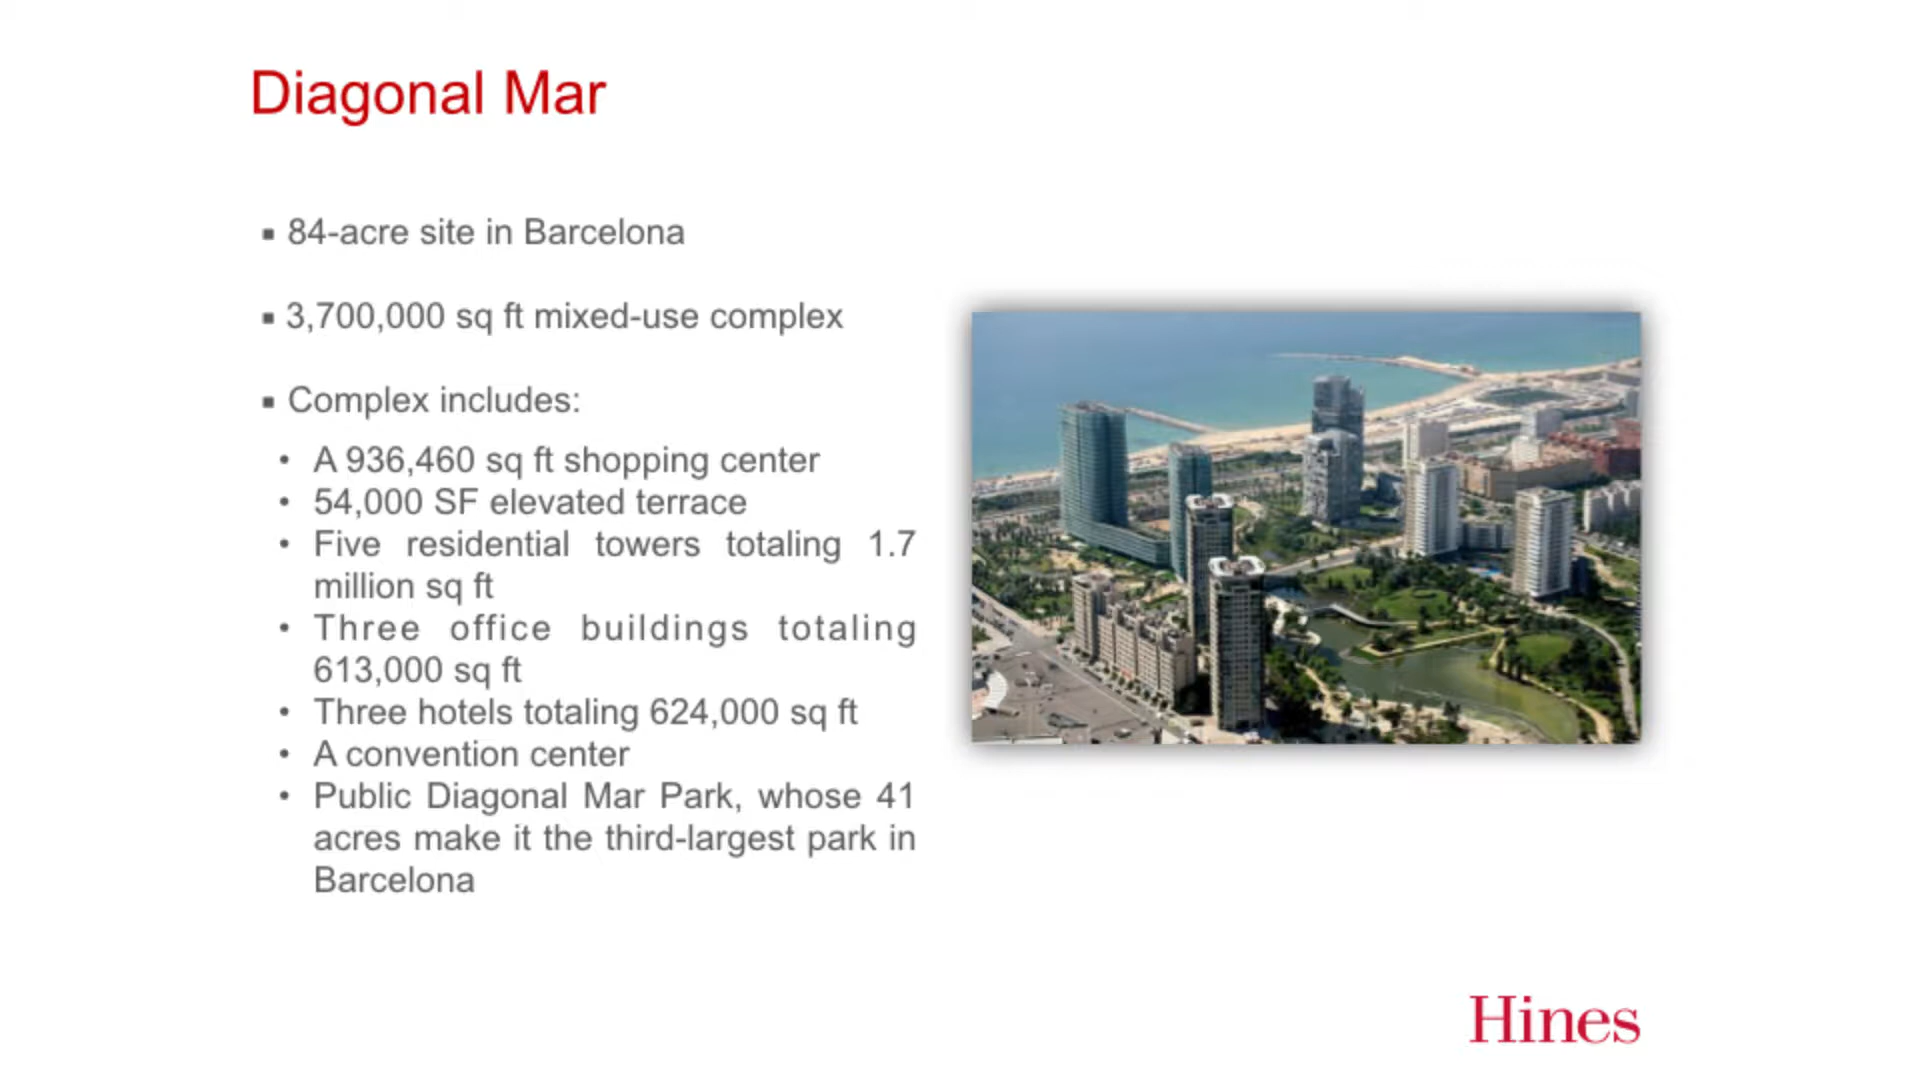 Diagonal Mar
▪ 84-acre site in Barcelona
▪ 3,700,000 sq ft mixed-use complex
▪ Complex includes:
• A 936,460 sq ft shopping center
• 54,000 SF elevated terrace
• Five residential towers totaling 1.7
million sq ft
• Three office buildings totaling
613,000 sq ft
• Three hotels totaling 624,000 sq ft
• A convention center
• Public Diagonal Mar Park, whose 41
acres make it the third-largest park in
Barcelona
Hines